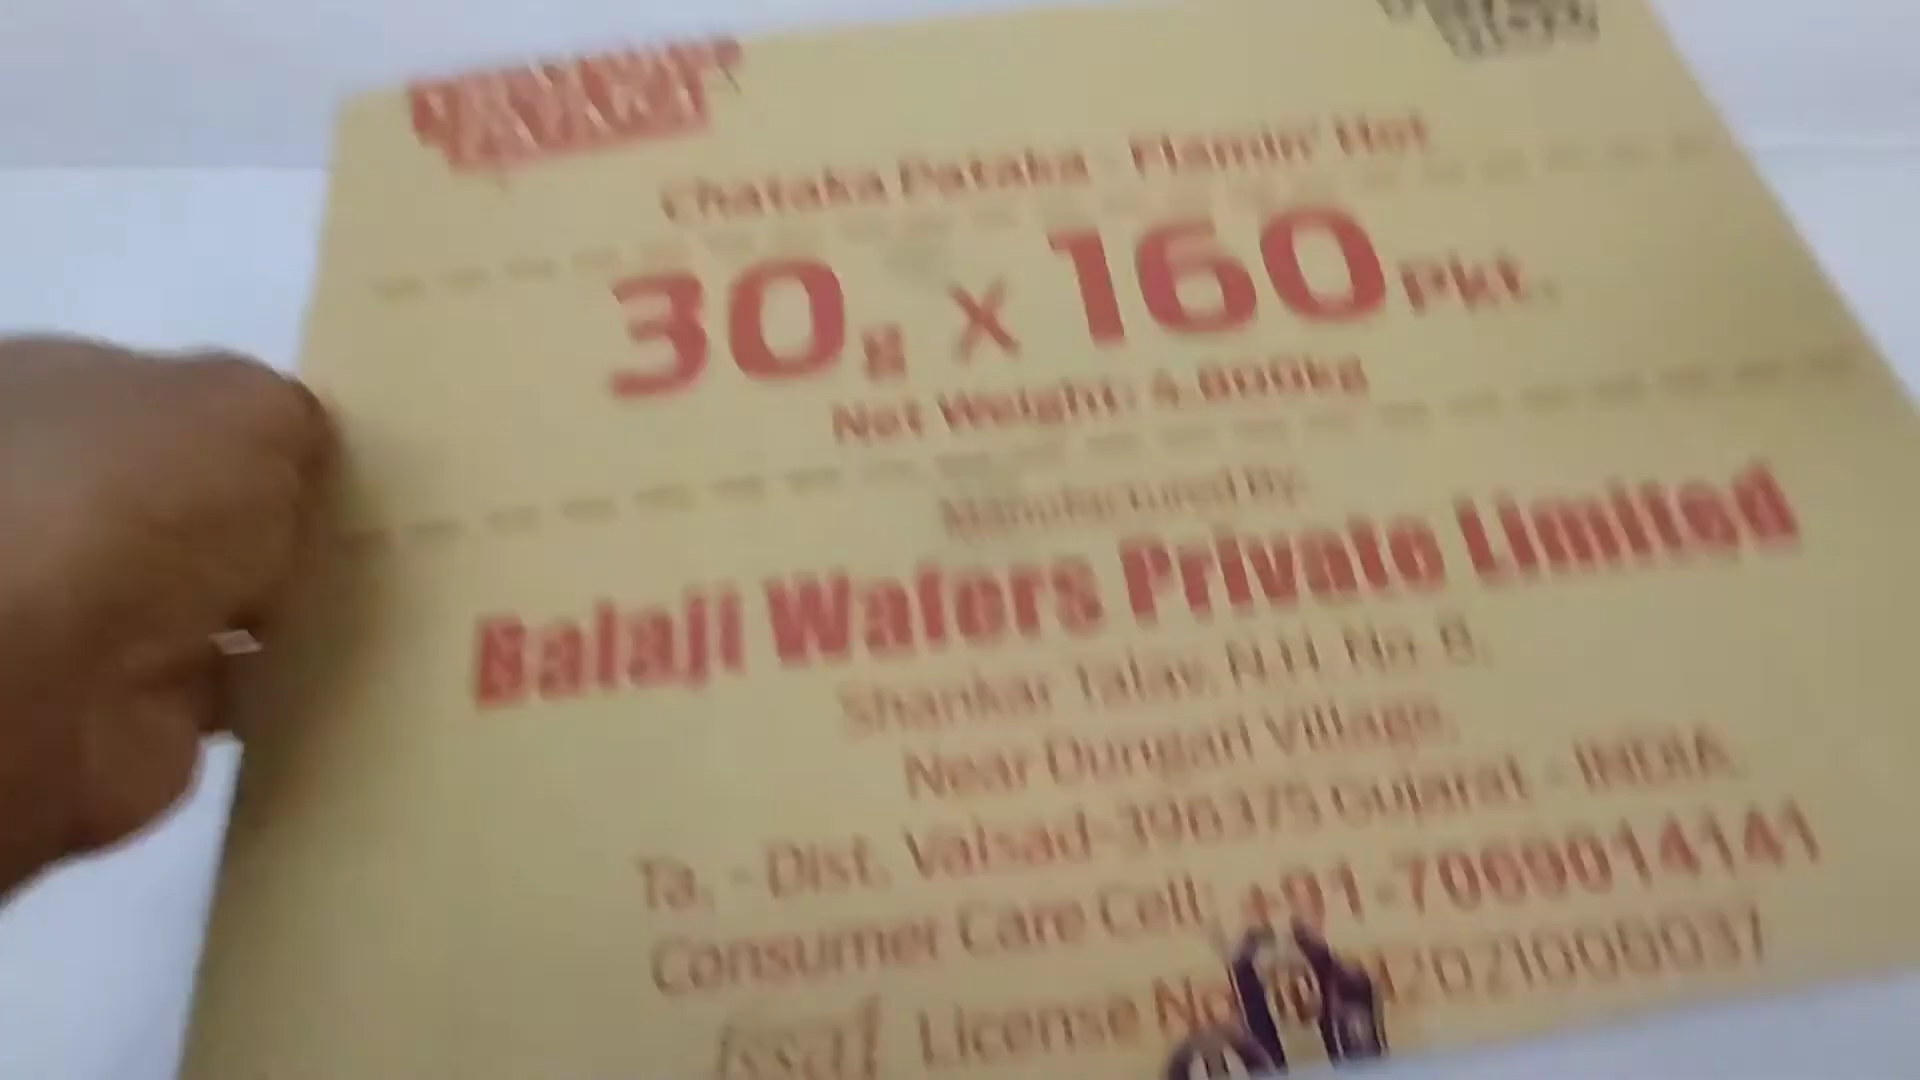 Chataka Pataka - Flamin' Hot
30g X 160 Pkt.
Net Weight: 4.800kg
Manufactured by:
Balaji Wafers Private Limited
Shankar Talav, N.H. No. 8,
Near Dungari Village,
Ta. - Dist. Valsad-396375 Gujarat - INDIA.
Consumer Care Cell: +91-7069014141
fssai License No.